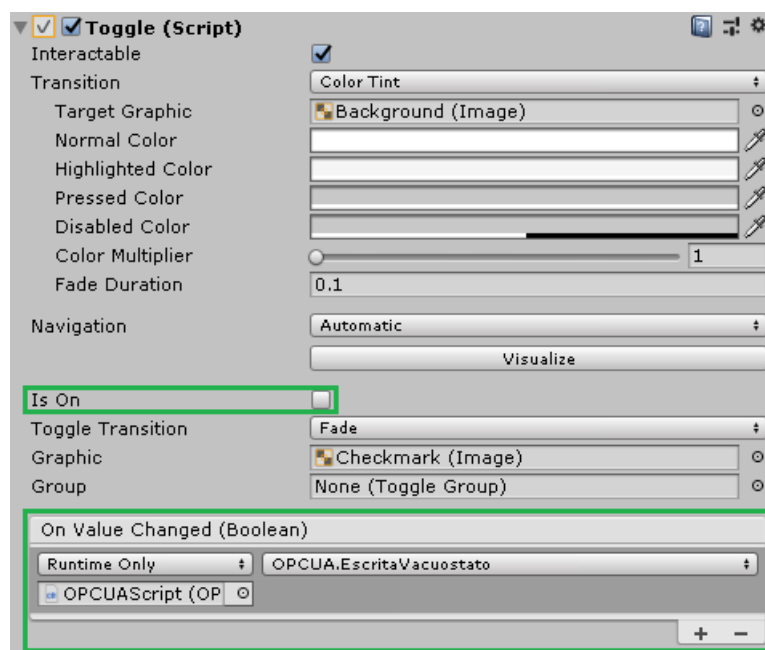 Toggle (Script)
Interactable
Transition Color Tint
Target Graphic Background (Image)
Normal Color
Highlighted Color
Pressed Color
Disabled Color
Color Multiplier 1
Fade Duration 0.1
Navigation Automatic
Visualize
Is On
Toggle Transition Fade
Graphic Checkmark (Image)
Group None (Toggle Group)
On Value Changed (Boolean)
Runtime Only OPCUA.EscritaVacuostato
OPCUAScript (OP
+ −